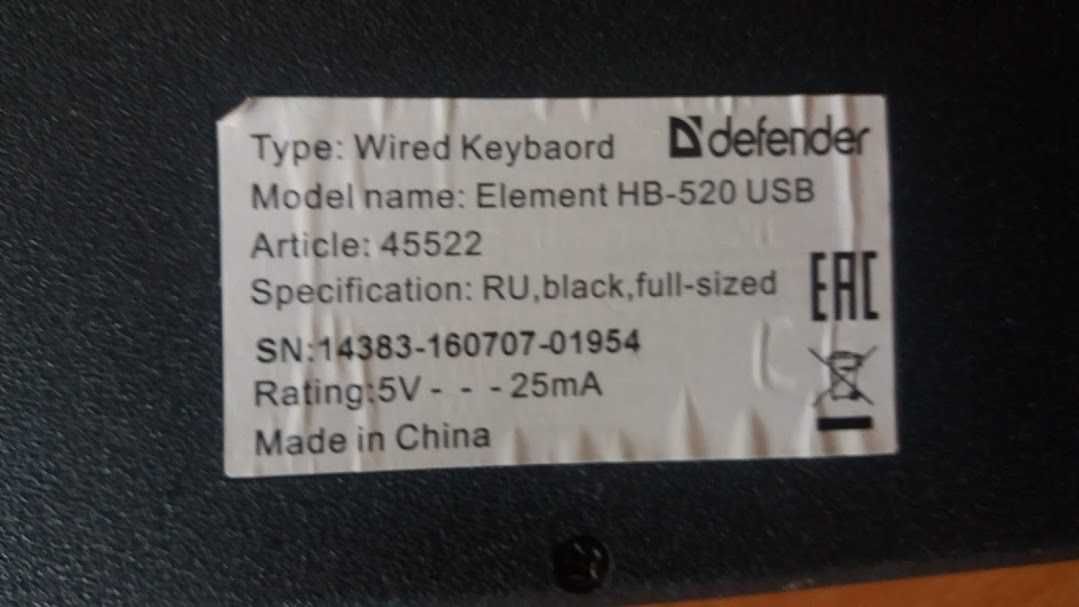 Type: Wired Keybaord defender
Model name: Element HB-520 USB
Article: 45522
Specification: RU,black,full-sized
EAC
SN:14383-160707-01954
Rating:5V - - - 25mA
Made in China